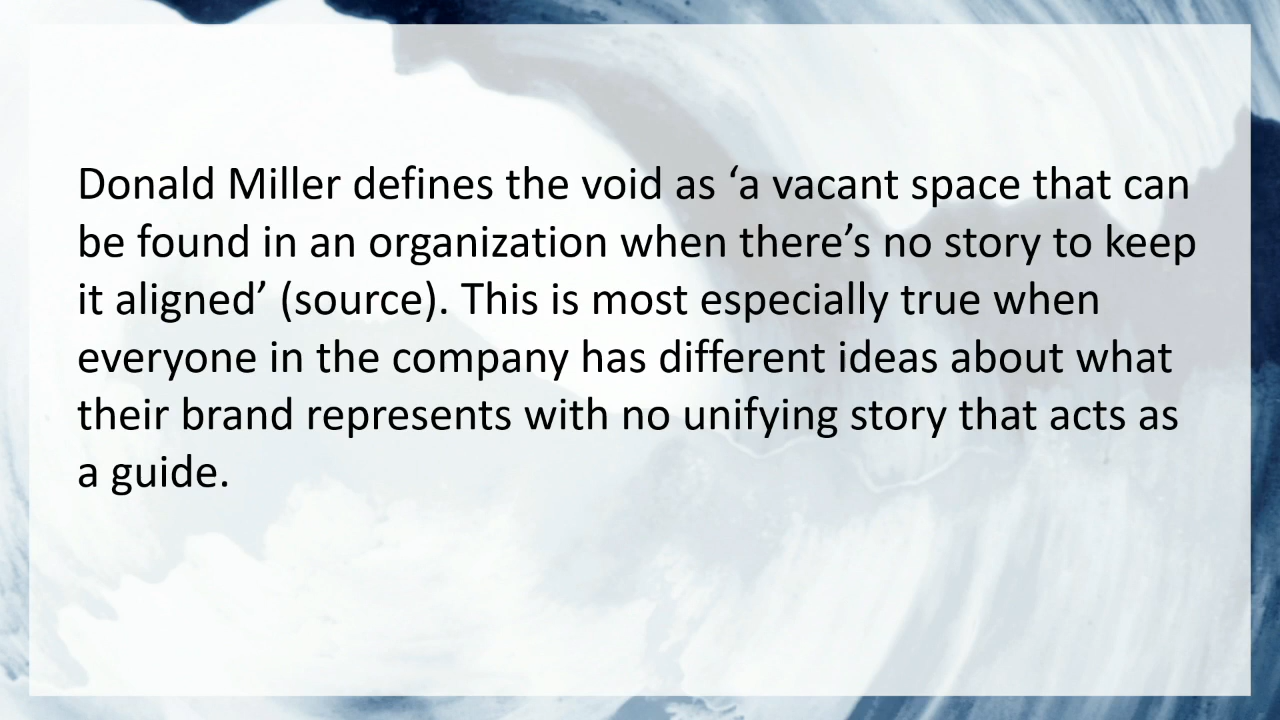 Donald Miller defines the void as ‘a vacant space that can
be found in an organization when there’s no story to keep
it aligned’ (source). This is most especially true when
everyone in the company has different ideas about what
their brand represents with no unifying story that acts as
a guide.